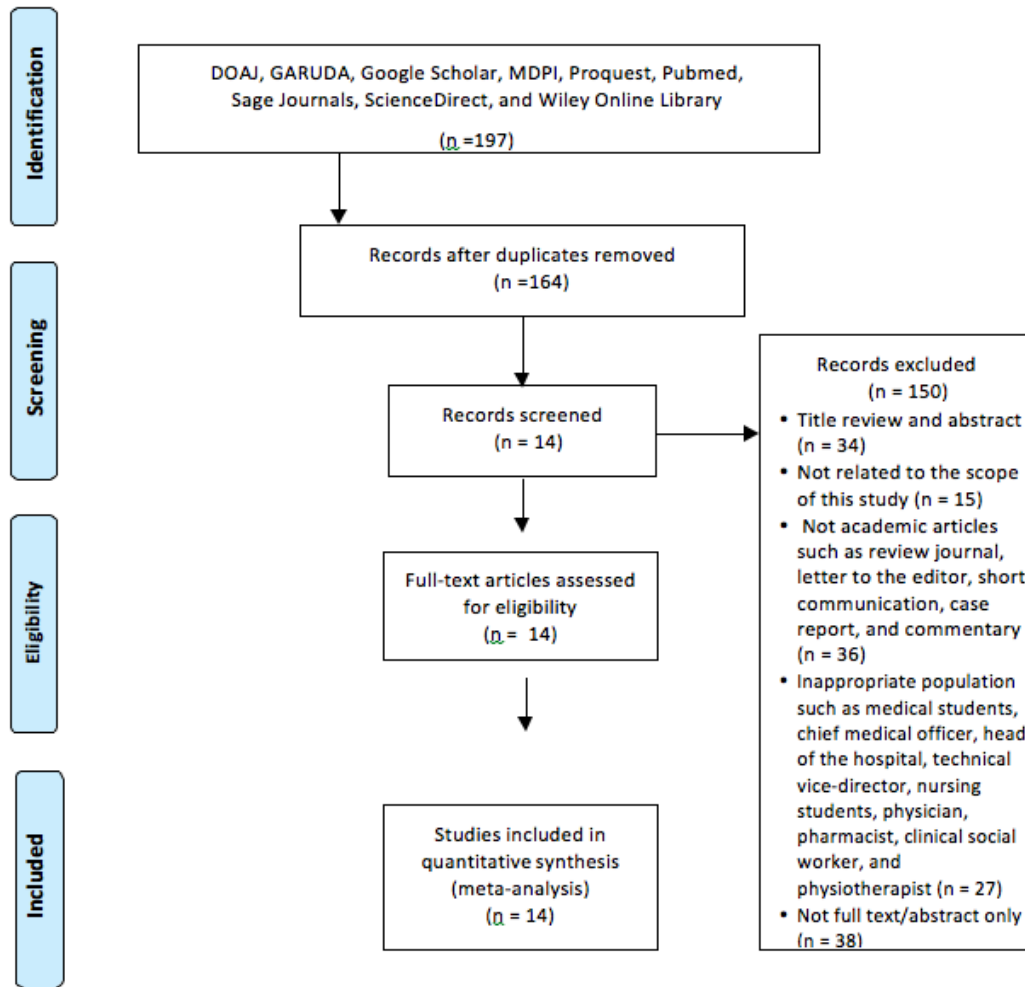 Identification
DOAJ, GARUDA, Google Scholar, MDPI, Proquest, Pubmed,
Sage Journals, ScienceDirect, and Wiley Online Library
(n =197)
Records after duplicates removed
(n =164)
Screening
Records screened
(n = 14)
Records excluded
(n = 150)
• Title review and abstract
(n = 34)
• Not related to the scope
of this study (n = 15)
• Not academic articles
such as review journal,
letter to the editor, short
communication, case
report, and commentary
(n = 36)
• Inappropriate population
such as medical students,
chief medical officer, head
of the hospital, technical
vice-director, nursing
students, physician,
pharmacist, clinical social
worker, and
physiotherapist (n = 27)
• Not full text/abstract only
(n = 38)
Eligibility
Full-text articles assessed
for eligibility
(n = 14)
Included
Studies included in
quantitative synthesis
(meta-analysis)
(n = 14)